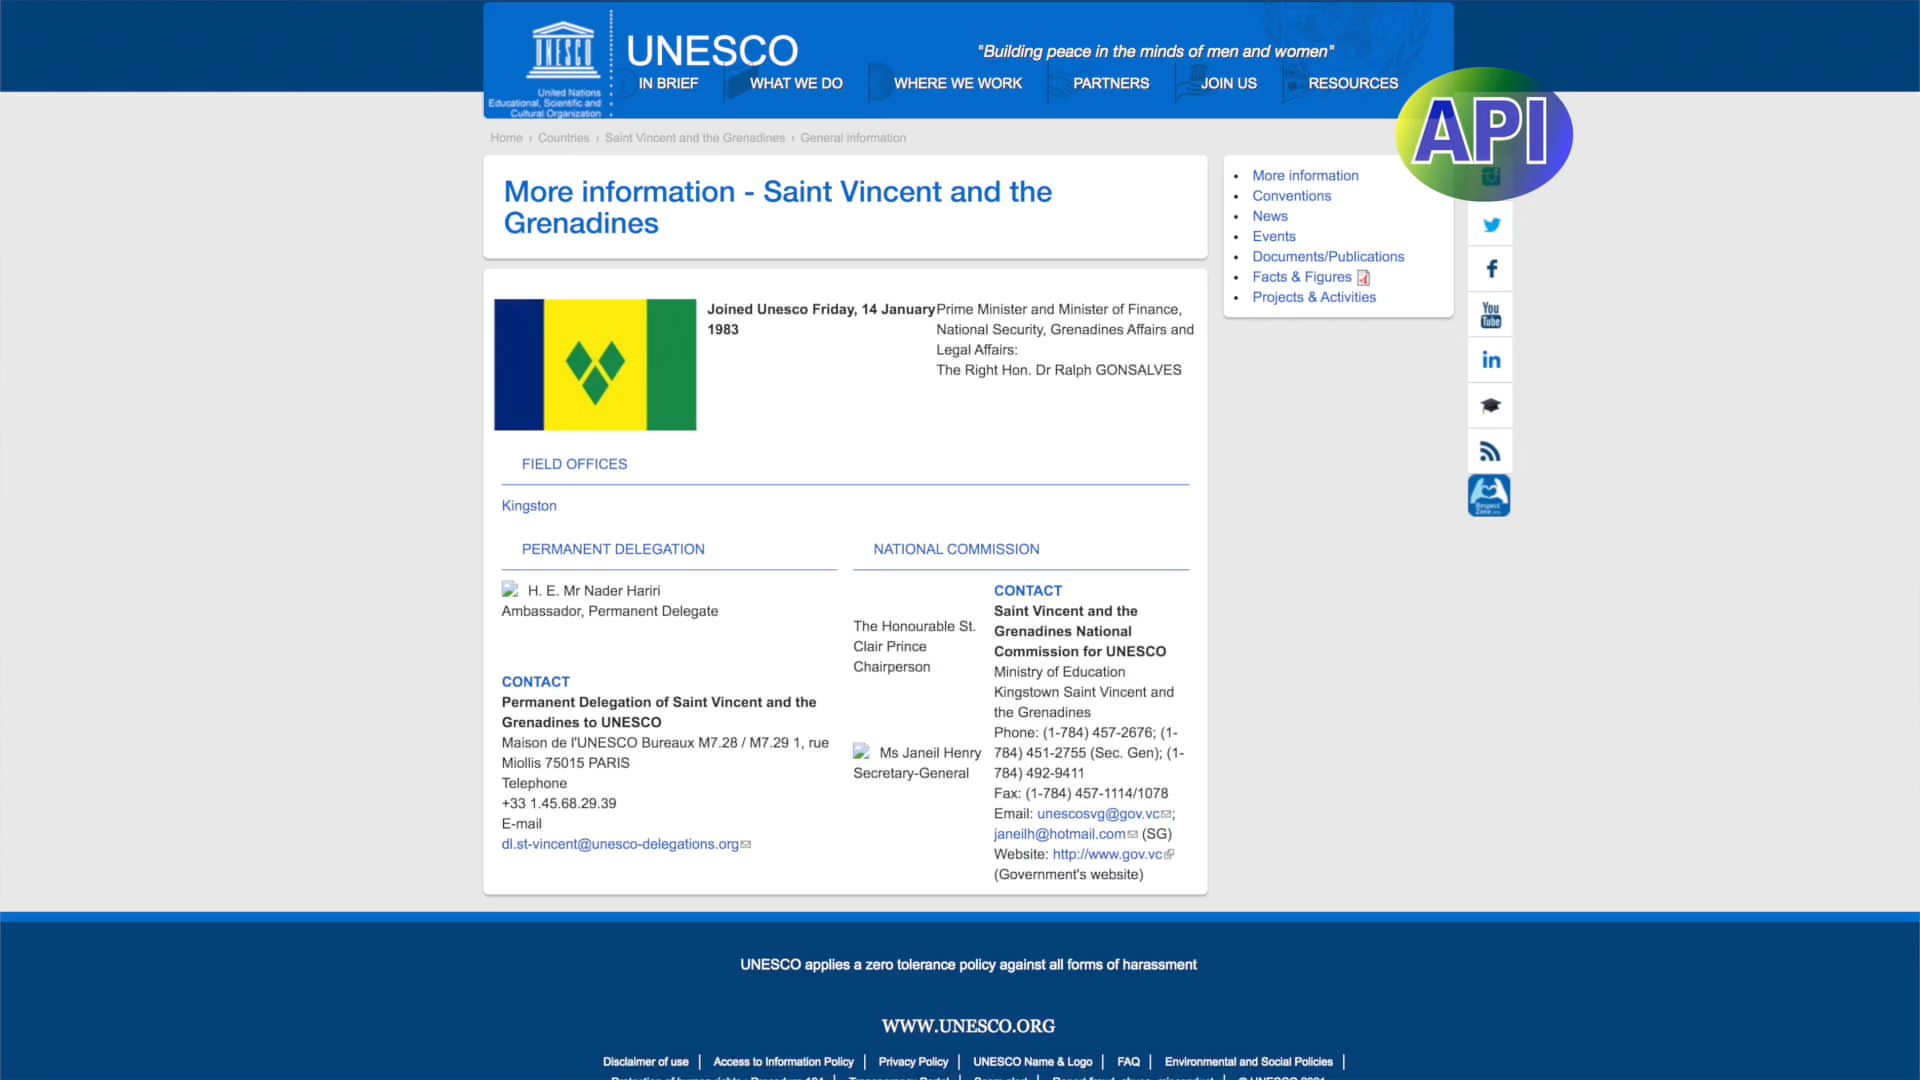 UNESCO
United Nations
Educational, Scientific and
Cultural Organization
UNESCO
"Building peace in the minds of men and women"
IN BRIEF
WHAT WE DO
WHERE WE WORK
PARTNERS
JOIN US
RESOURCES
API
Home › Countries › Saint Vincent and the Grenadines › General information
More information - Saint Vincent and the
Grenadines
More information
Conventions
News
Events
Documents/Publications
Facts & Figures
Projects & Activities
You
Tube
in
Respect
Zone
Joined Unesco Friday, 14 January
1983
Prime Minister and Minister of Finance,
National Security, Grenadines Affairs and
Legal Affairs:
The Right Hon. Dr Ralph GONSALVES
FIELD OFFICES
Kingston
PERMANENT DELEGATION
H. E. Mr Nader Hariri
Ambassador, Permanent Delegate
CONTACT
Permanent Delegation of Saint Vincent and the
Grenadines to UNESCO
Maison de l'UNESCO Bureaux M7.28 / M7.29 1, rue
Miollis 75015 PARIS
Telephone
+33 1.45.68.29.39
E-mail
dl.st-vincent@unesco-delegations.org
NATIONAL COMMISSION
The Honourable St.
Clair Prince
Chairperson
Ms Janeil Henry
Secretary-General
CONTACT
Saint Vincent and the
Grenadines National
Commission for UNESCO
Ministry of Education
Kingstown Saint Vincent and
the Grenadines
Phone: (1-784) 457-2676; (1-
784) 451-2755 (Sec. Gen); (1-
784) 492-9411
Fax: (1-784) 457-1114/1078
Email: unescosvg@gov.vc;
janeilh@hotmail.com (SG)
Website: http://www.gov.vc
(Government's website)
UNESCO applies a zero tolerance policy against all forms of harassment
WWW.UNESCO.ORG
Disclaimer of use | Access to Information Policy | Privacy Policy | UNESCO Name & Logo | FAQ | Environmental and Social Policies |